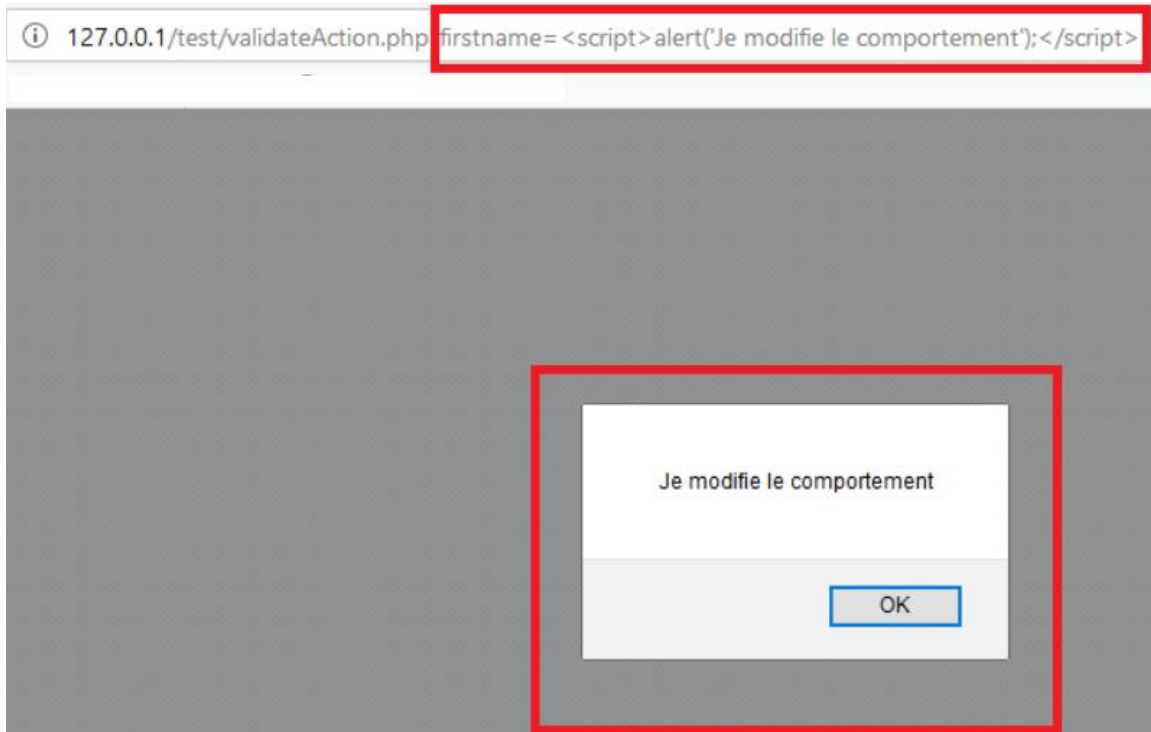 127.0.0.1/test/validateAction.php firstname=<script>alert('Je modifie le comportement');</script>
Je modifie le comportement
OK